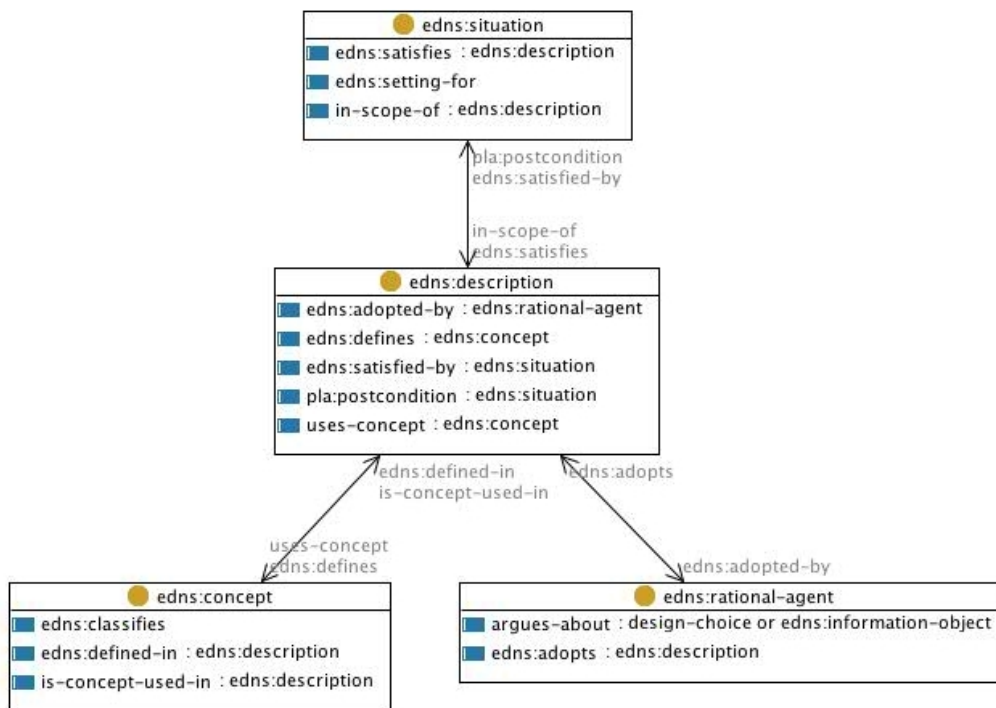 edns:situation
edns:satisfies : edns:description
edns:setting-for
in-scope-of : edns:description
pla:postcondition
edns:satisfied-by
in-scope-of
edns:satisfies
edns:description
edns:adopted-by : edns:rational-agent
edns:defines : edns:concept
edns:satisfied-by : edns:situation
pla:postcondition : edns:situation
uses-concept : edns:concept
edns:defined-in
is-concept-used-in
edns:adopts
uses-concept
edns:defines
edns:adopted-by
edns:concept
edns:classifies
edns:defined-in : edns:description
is-concept-used-in : edns:description
edns:rational-agent
argues-about : design-choice or edns:information-object
edns:adopts : edns:description